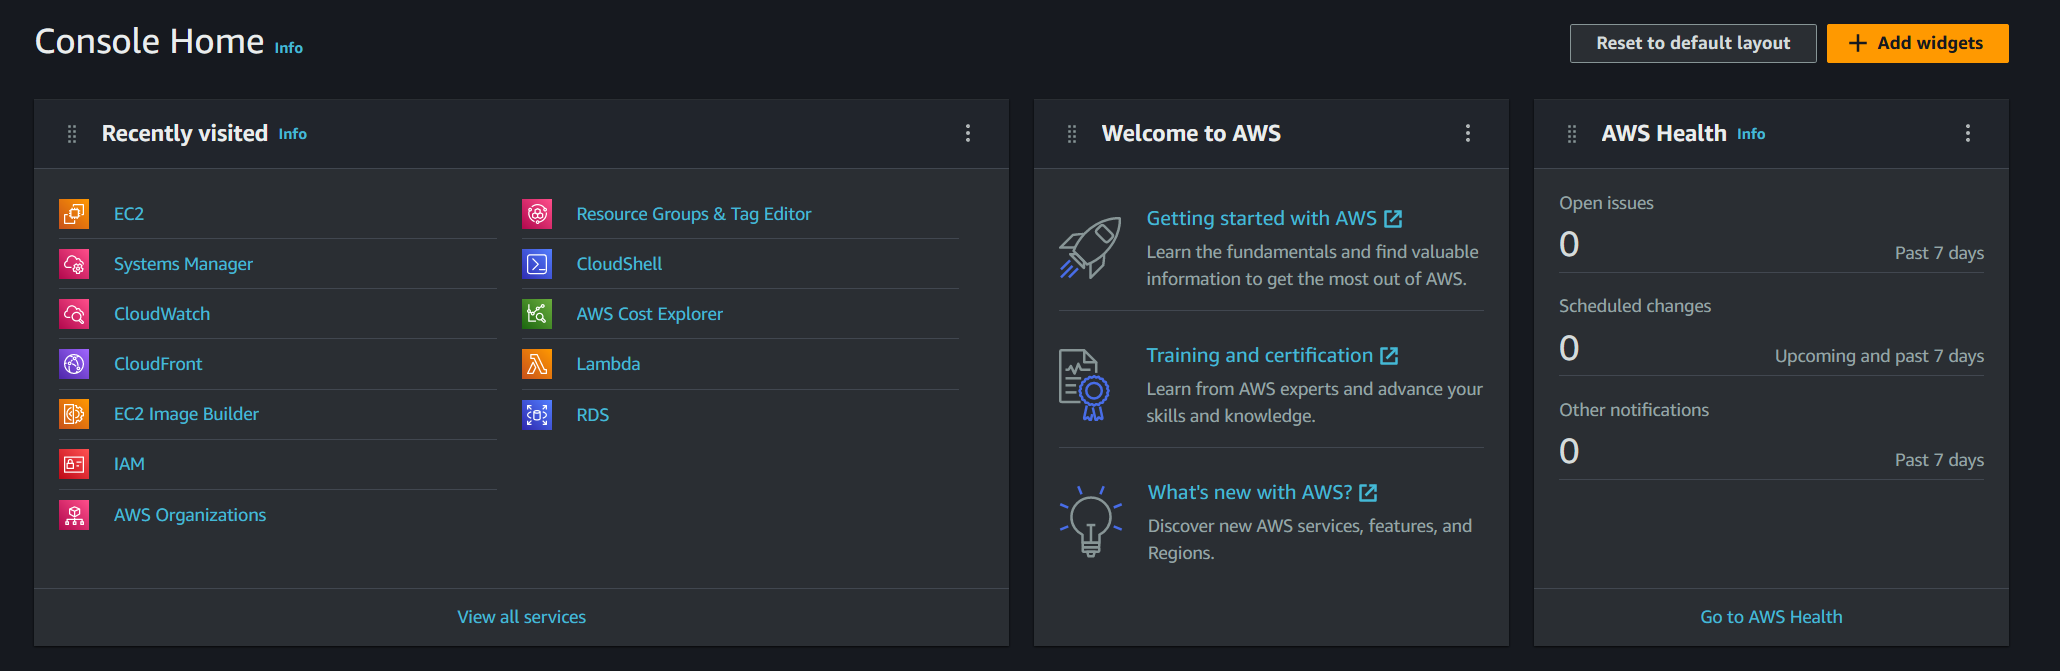 Console Home Info
Reset to default layout
Add widgets
Recently visited Info
EC2
Systems Manager
CloudWatch
CloudFront
EC2 Image Builder
IAM
AWS Organizations
Resource Groups & Tag Editor
CloudShell
AWS Cost Explorer
Lambda
RDS
View all services
Welcome to AWS
Getting started with AWS
Learn the fundamentals and find valuable
information to get the most out of AWS.
Training and certification
Learn from AWS experts and advance your
skills and knowledge.
What's new with AWS?
Discover new AWS services, features, and
Regions.
AWS Health Info
Open issues
0 Past 7 days
Scheduled changes
0 Upcoming and past 7 days
Other notifications
0 Past 7 days
Go to AWS Health